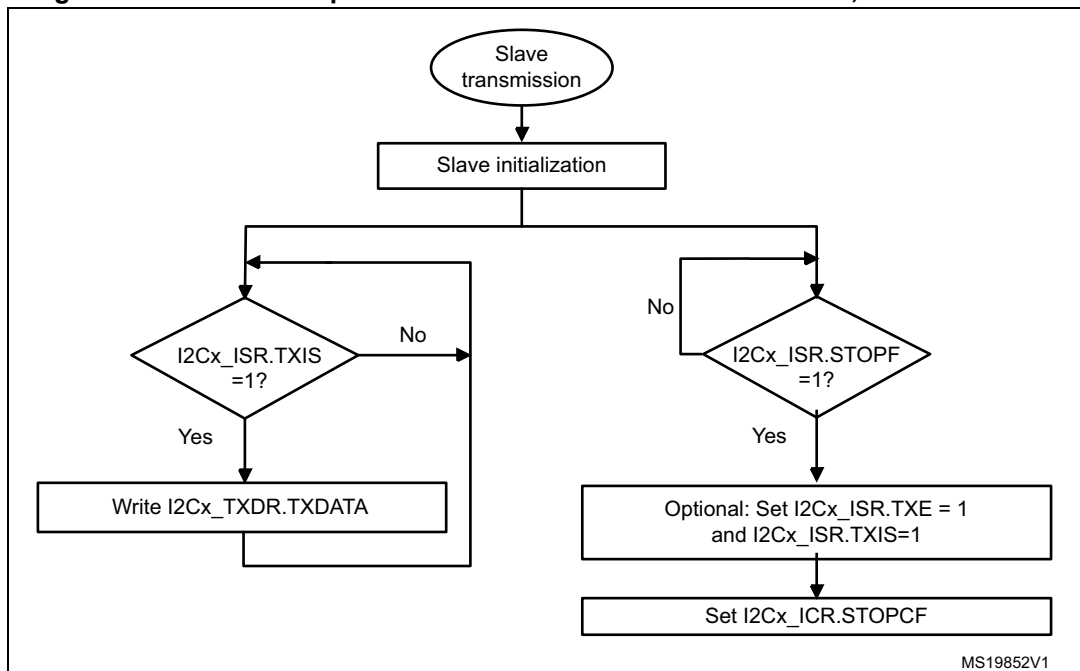 Slave
transmission
Slave initialization
I2Cx_ISR.TXIS
=1?
No
Yes
Write I2Cx_TXDR.TXDATA
No
I2Cx_ISR.STOPF
=1?
Yes
Optional: Set I2Cx_ISR.TXE = 1
and I2Cx_ISR.TXIS=1
Set I2Cx_ICR.STOPCF
MS19852V1